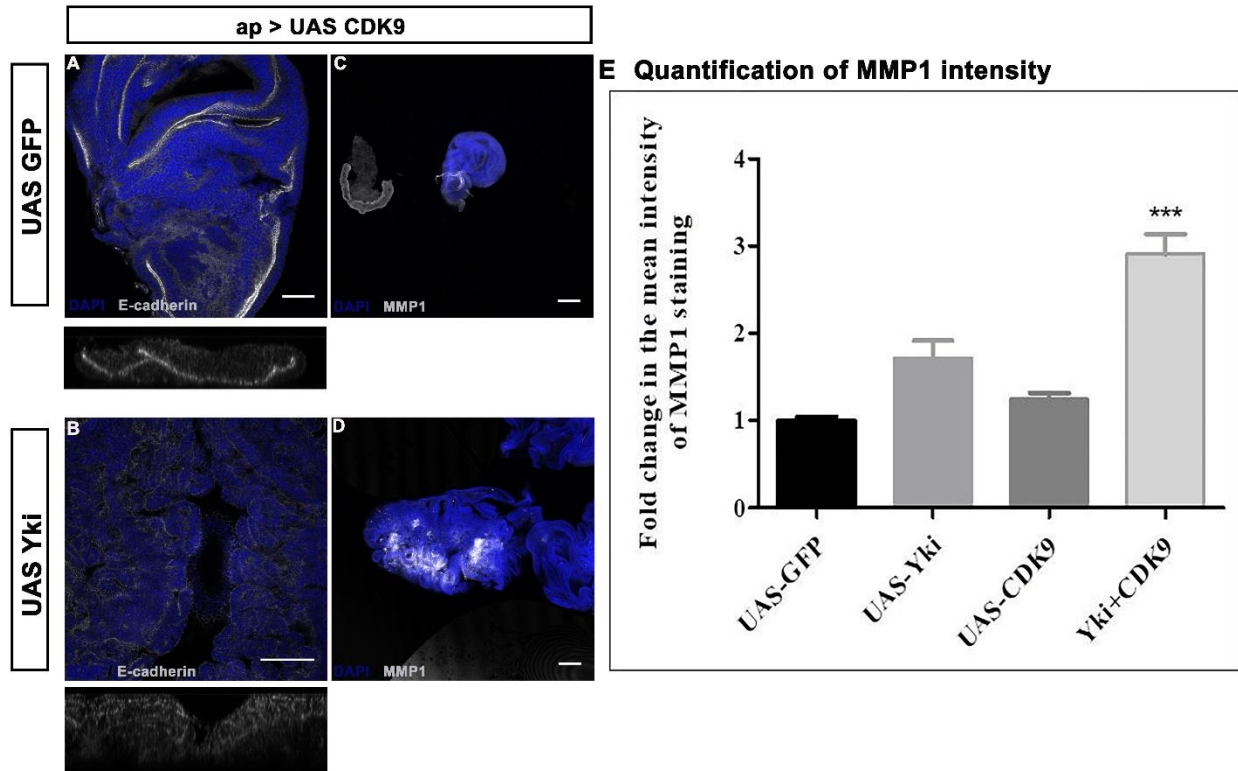 ap > UAS CDK9
UAS GFP
A
DAPI E-cadherin
C
DAPI MMP1
UAS Yki
B
DAPI E-cadherin
D
DAPI MMP1
E Quantification of MMP1 intensity
Fold change in the mean intensity
of MMP1 staining
4
3
2
1
0
***
UAS-GFP
UAS-Yki
UAS-CDK9
Yki+CDK9